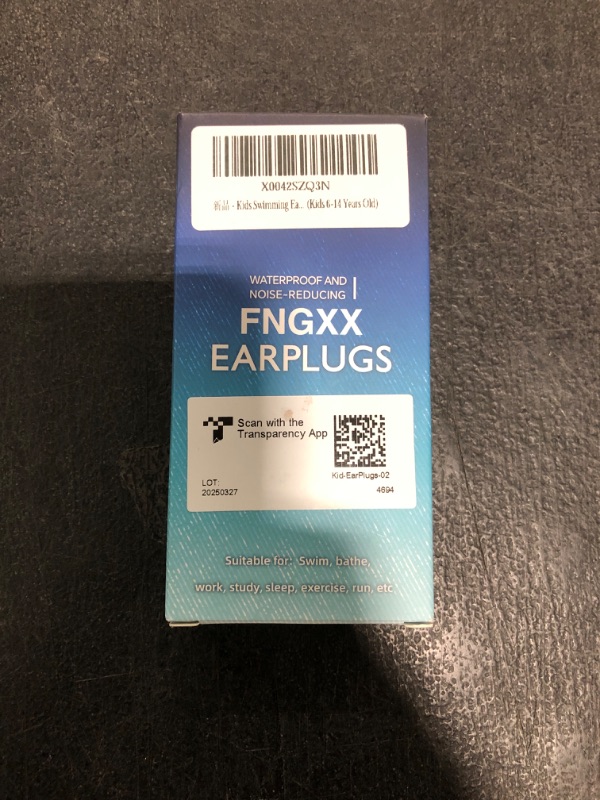 X0042SZQ3N
新品 - Kids Swimming Ea... (Kids 6-14 Years Old)
WATERPROOF AND
NOISE-REDUCING
FNGXX
EARPLUGS
Scan with the
Transparency App
Kid-EarPlugs-02
LOT:
20250327
4694
Suitable for: Swim, bathe,
work, study, sleep, exercise, run, etc